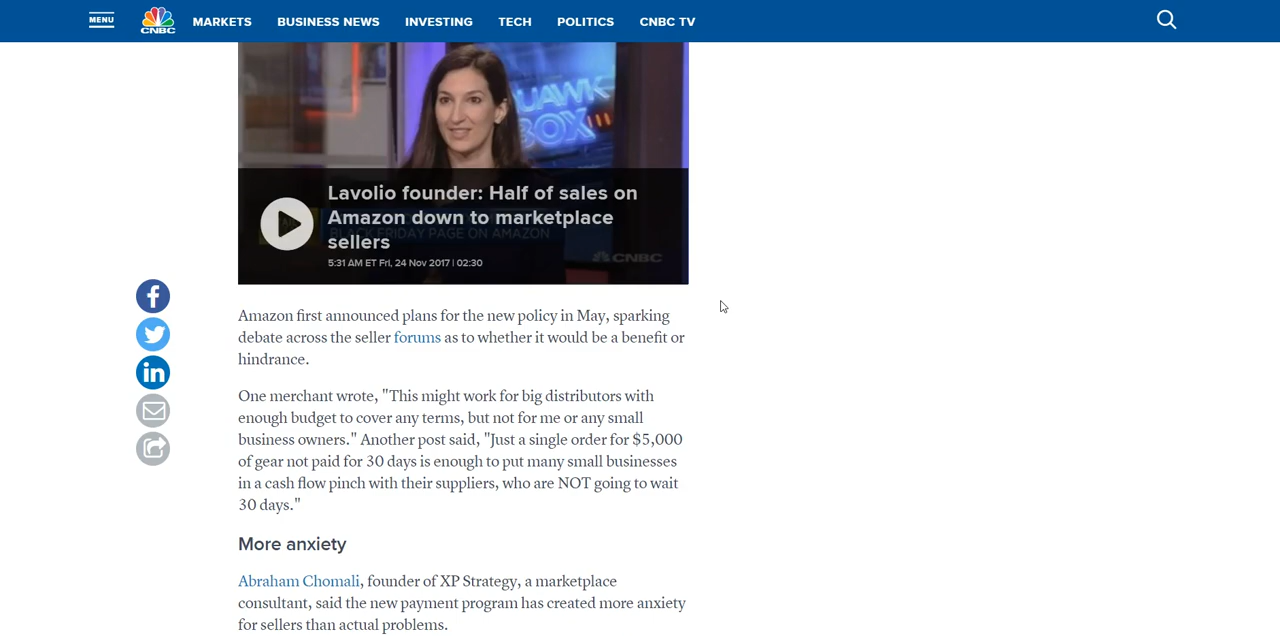 MENU
CNBC
MARKETS
BUSINESS NEWS
INVESTING
TECH
POLITICS
CNBC TV
BOX
Lavolio founder: Half of sales on
Amazon down to marketplace
sellers
BLACK FRIDAY PAGE ON AMAZON
CNBC
5:31 AM ET Fri, 24 Nov 2017 | 02:30
Amazon first announced plans for the new policy in May, sparking
debate across the seller forums as to whether it would be a benefit or
hindrance.
One merchant wrote, "This might work for big distributors with
enough budget to cover any terms, but not for me or any small
business owners." Another post said, "Just a single order for $5,000
of gear not paid for 30 days is enough to put many small businesses
in a cash flow pinch with their suppliers, who are NOT going to wait
30 days."
More anxiety
Abraham Chomali, founder of XP Strategy, a marketplace
consultant, said the new payment program has created more anxiety
for sellers than actual problems.